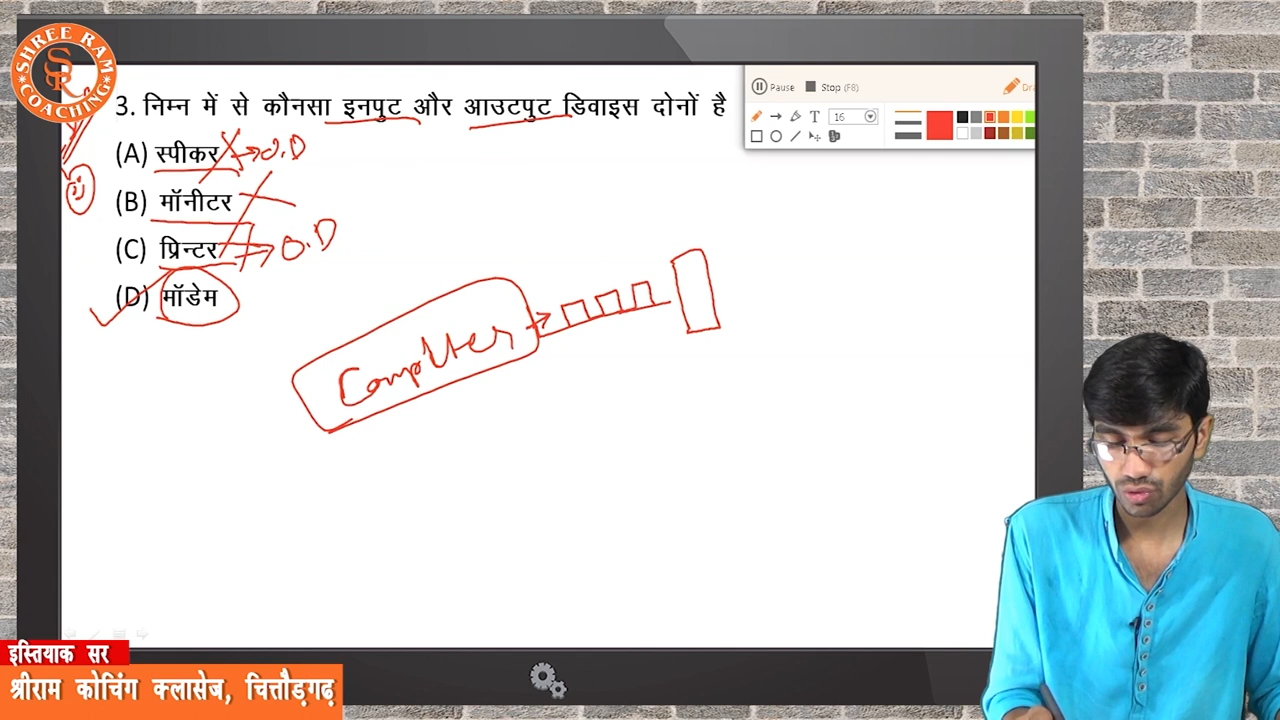 SHREE RAM
SR
COACHING
3. निम्न में से कौनसा इनपुट और आउटपुट डिवाइस दोनों है
(A) स्पीकर → O.D
(B) मॉनीटर
(C) प्रिन्टर → O.D
(D) मॉडेम
Computer
Pause
Stop (F8)
T
16
इस्तियाक सर
श्रीराम कोचिंग क्लासेज, चित्तौड़गढ़